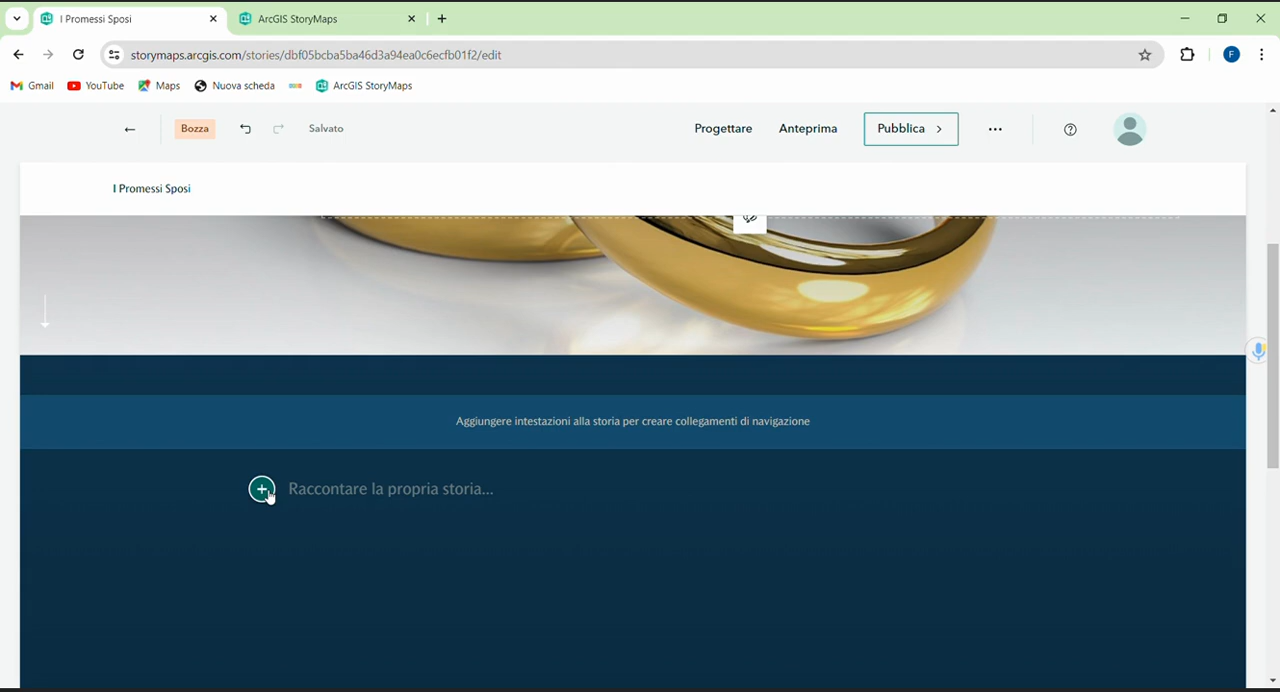 I Promessi Sposi
ArcGIS StoryMaps
storymaps.arcgis.com/stories/dbf05bcba5ba46d3a94ea0c6ecfb01f2/edit
F
Gmail YouTube Maps Nuova scheda ArcGIS StoryMaps
Bozza Salvato Progettare Anteprima Pubblica
I Promessi Sposi
Aggiungere intestazioni alla storia per creare collegamenti di navigazione
Raccontare la propria storia...